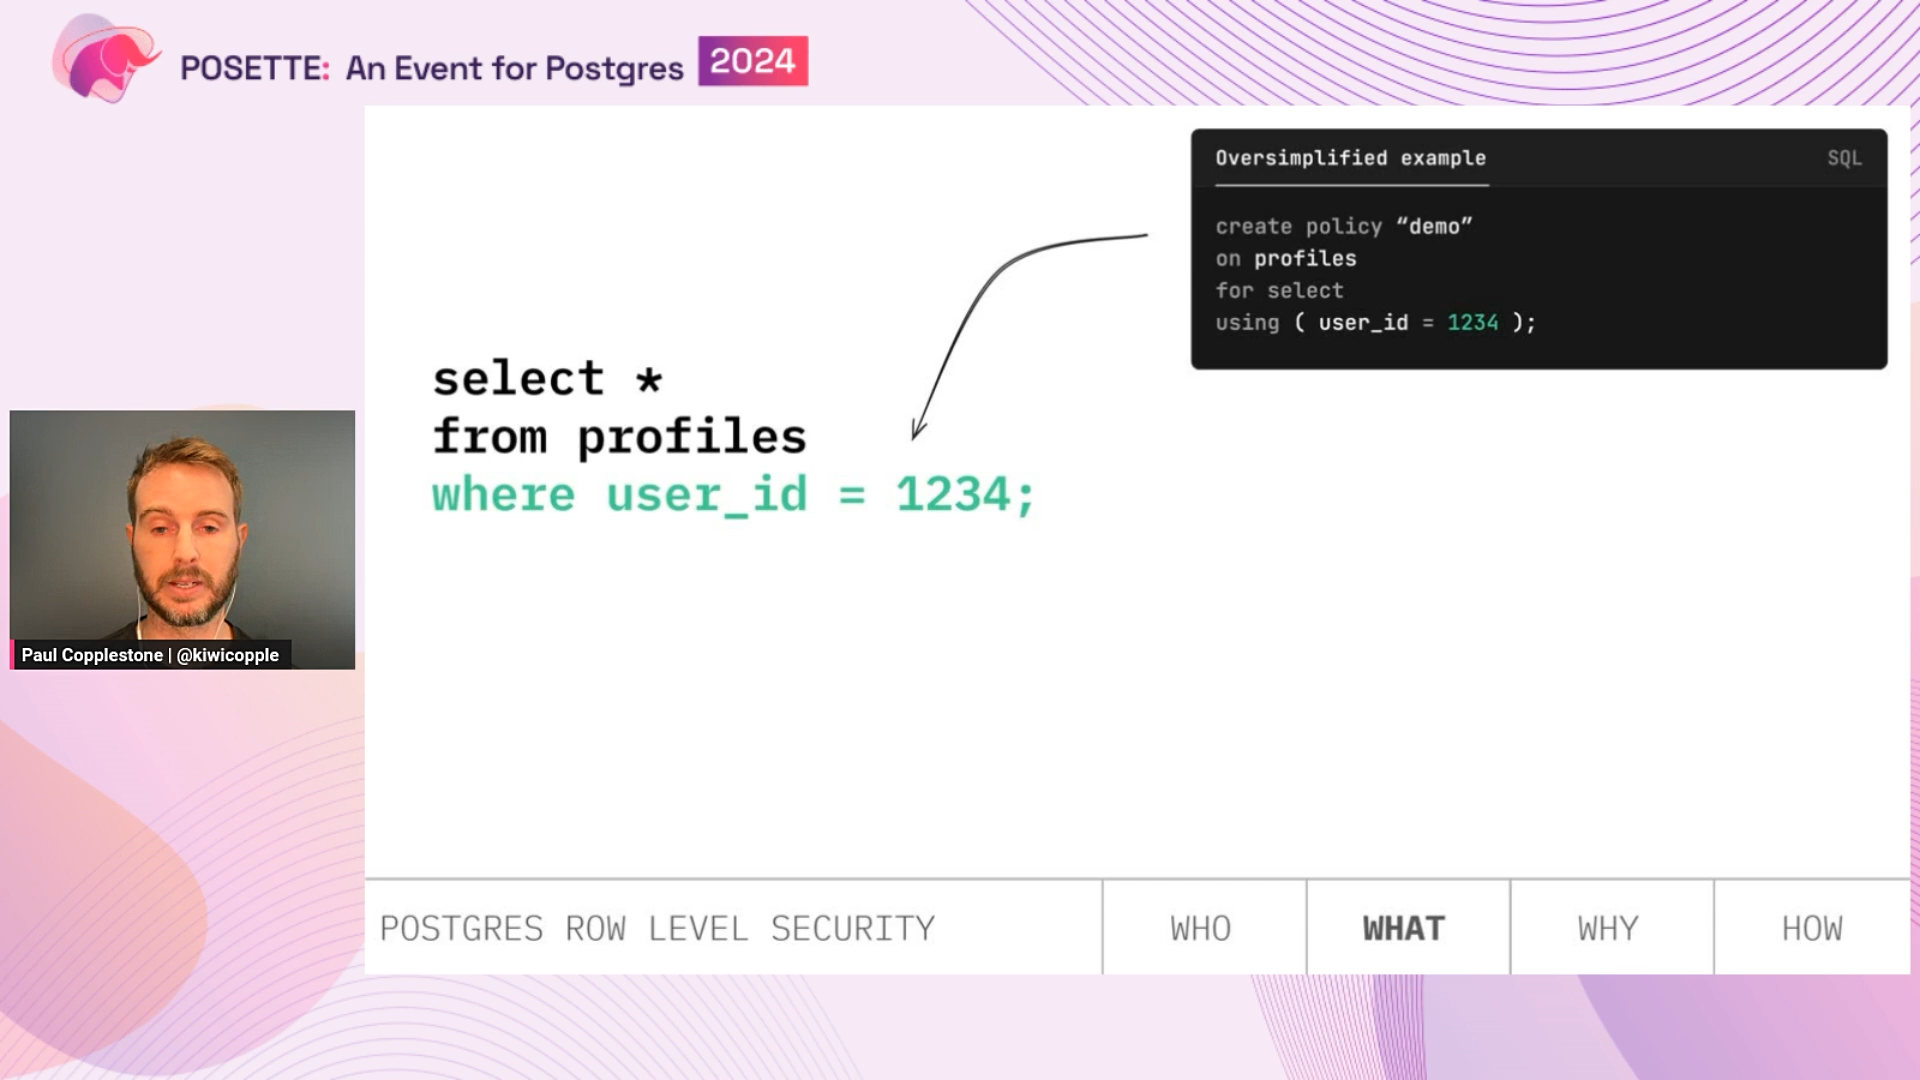 POSETTE: An Event for Postgres 2024
Oversimplified example SQL
create policy “demo”
on profiles
for select
using ( user_id = 1234 );
select *
from profiles
where user_id = 1234;
Paul Copplestone | @kiwicopple
POSTGRES ROW LEVEL SECURITY WHO WHAT WHY HOW